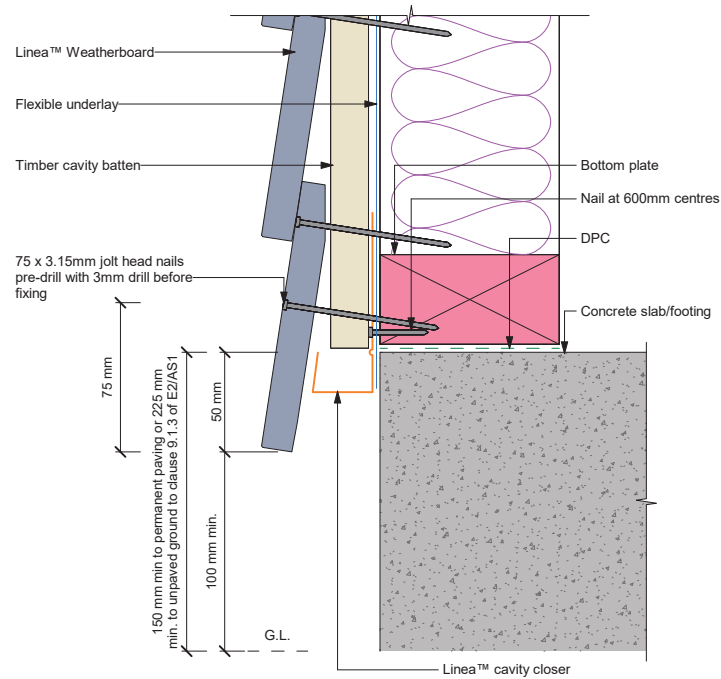 Linea™ Weatherboard
Flexible underlay
Timber cavity batten
75 x 3.15mm jolt head nails
pre-drill with 3mm drill before
fixing
75 mm
150 mm min to permanent paving or 225 mm
min. to unpaved ground to clause 9.1.3 of E2/AS1
50 mm
100 mm min.
G.L.
Bottom plate
Nail at 600mm centres
DPC
Concrete slab/footing
Linea™ cavity closer